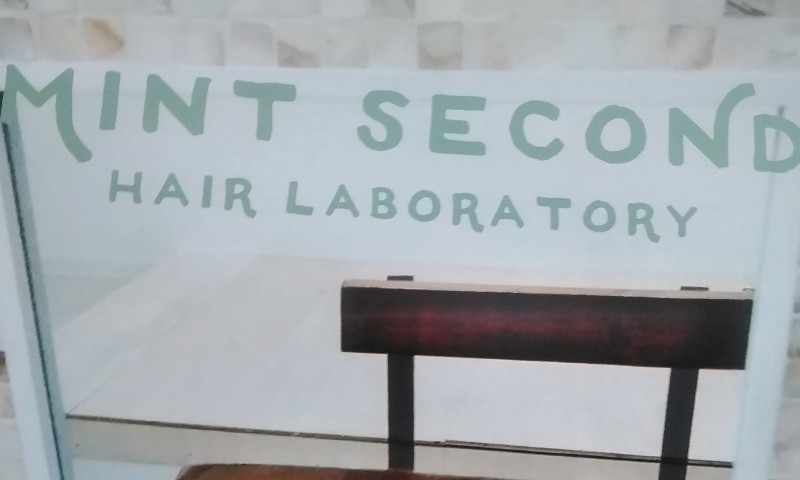 MINT SECOND
HAIR LABORATORY